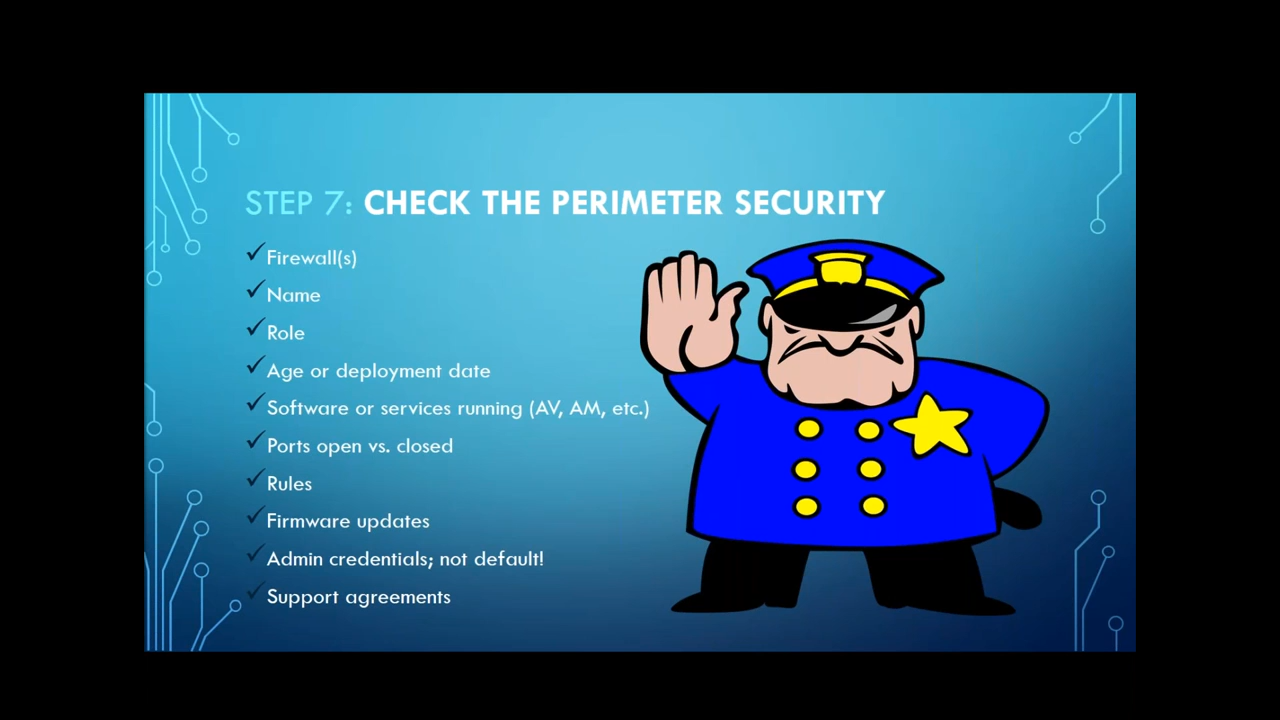 STEP 7: CHECK THE PERIMETER SECURITY
Firewall(s)
Name
Role
Age or deployment date
Software or services running (AV, AM, etc.)
Ports open vs. closed
Rules
Firmware updates
Admin credentials; not default!
Support agreements